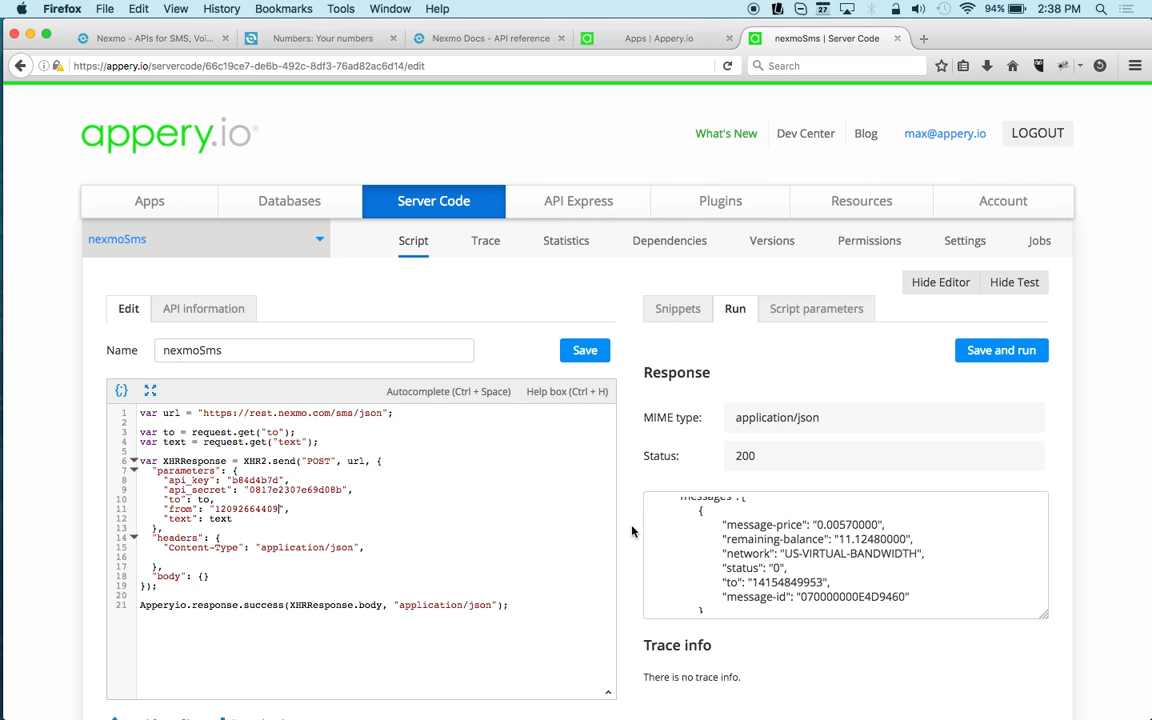 Firefox File Edit View History Bookmarks Tools Window Help 27 94% 2:38 PM
Nexmo - APIs for SMS, Voi... Numbers: Your numbers Nexmo Docs - API reference Apps | Appery.io nexmoSms | Server Code
https://appery.io/servercode/66c19ce7-de6b-492c-8df3-76ad82ac6d14/edit Search
appery.io
What's New Dev Center Blog max@appery.io LOGOUT
Apps Databases Server Code API Express Plugins Resources Account
nexmoSms Script Trace Statistics Dependencies Versions Permissions Settings Jobs
Hide Editor Hide Test
Edit API information
Name nexmoSms Save
Autocomplete (Ctrl + Space) Help box (Ctrl + H)
1 var url = "https://rest.nexmo.com/sms/json";
2
3 var to = request.get("to");
4 var text = request.get("text");
5
6 var XHRResponse = XHR2.send("POST", url, {
7 "parameters": {
8 "api_key": "b84d4b7d",
9 "api_secret": "0817e2307e69d08b",
10 "to": to,
11 "from": "12092664409",
12 "text": text
13 },
14 "headers": {
15 "Content-Type": "application/json",
16
17 },
18 "body": {}
19 });
20
21 Apperyio.response.success(XHRResponse.body, "application/json");
Snippets Run Script parameters
Save and run
Response
MIME type: application/json
Status: 200
"messages":[
{
"message-price": "0.00570000",
"remaining-balance": "11.12480000",
"network": "US-VIRTUAL-BANDWIDTH",
"status": "0",
"to": "14154849953",
"message-id": "070000000E4D9460"
}
Trace info
There is no trace info.